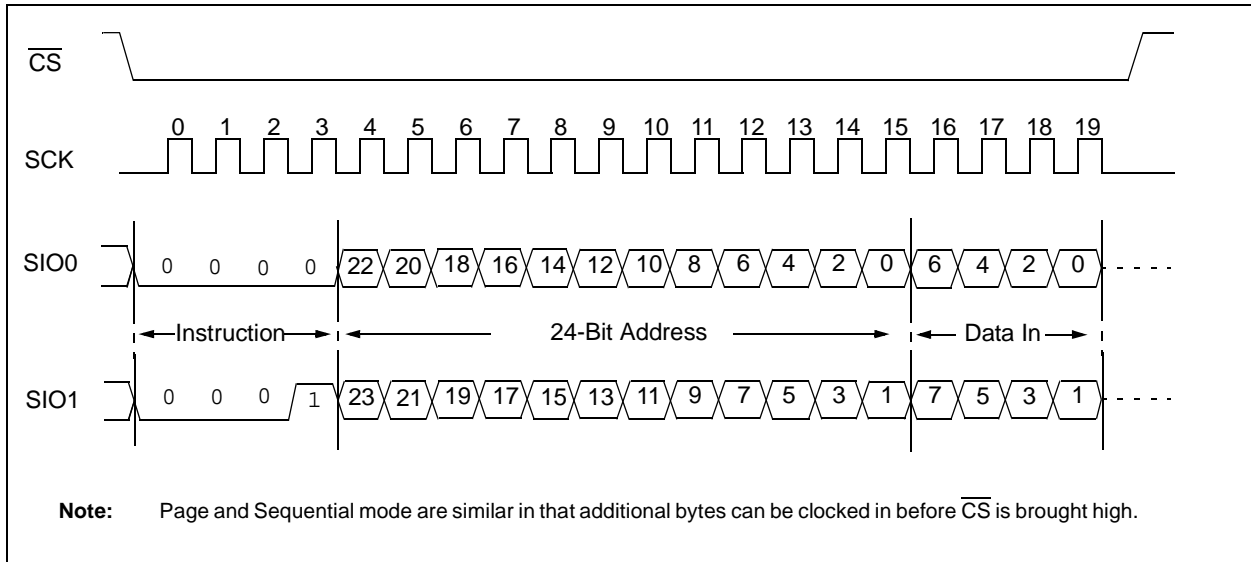 CS
0 1 2 3 4 5 6 7 8 9 10 11 12 13 14 15 16 17 18 19
SCK
SIO0 0 0 0 0 22 20 18 16 14 12 10 8 6 4 2 0 6 4 2 0
Instruction 24-Bit Address Data In
SIO1 0 0 0 1 23 21 19 17 15 13 11 9 7 5 3 1 7 5 3 1
Note: Page and Sequential mode are similar in that additional bytes can be clocked in before CS is brought high.